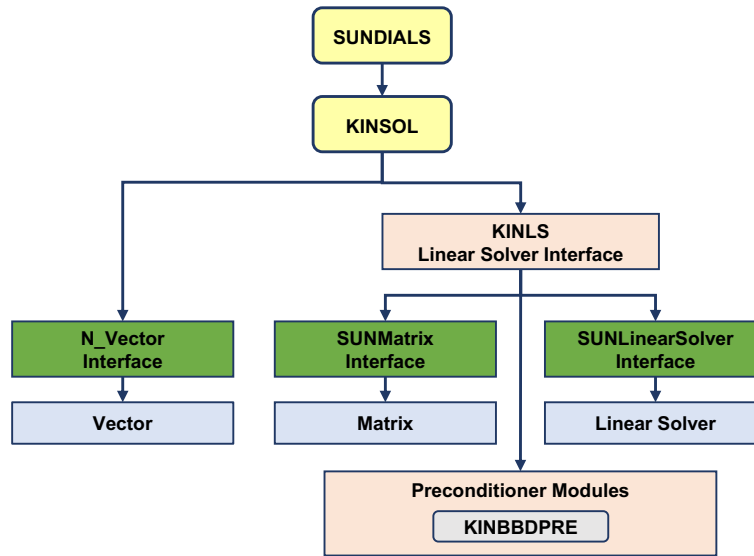 SUNDIALS
KINSOL
KINLS
Linear Solver Interface
N_Vector
Interface
SUNMatrix
Interface
SUNLinearSolver
Interface
Vector
Matrix
Linear Solver
Preconditioner Modules
KINBBDPRE